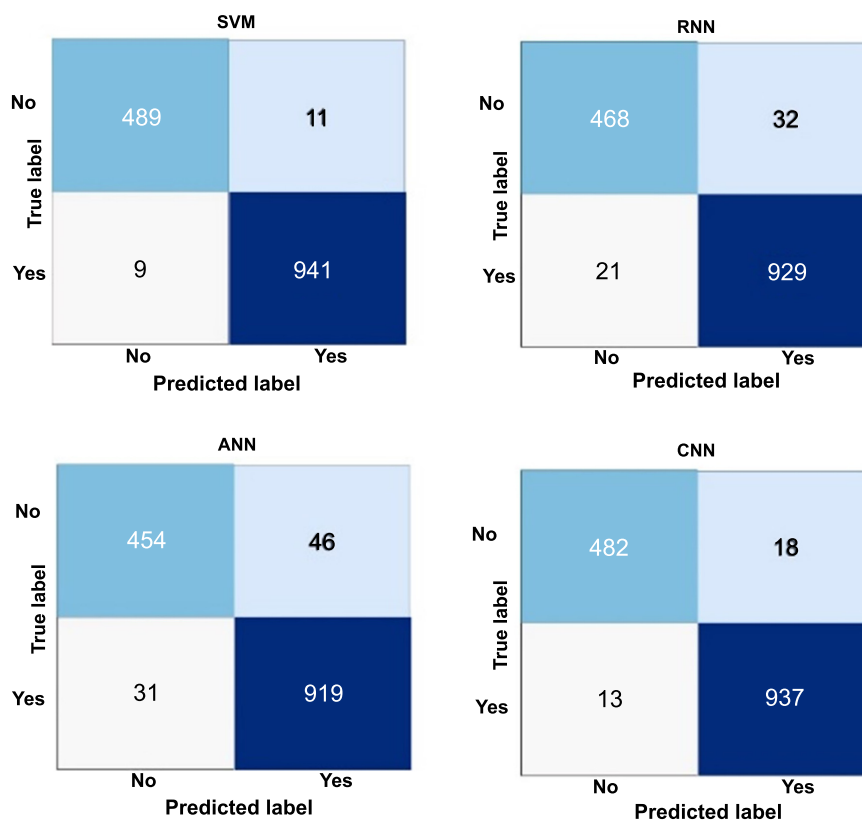 SVM
No
489
11
True label
Yes
9
941
No
Yes
Predicted label
RNN
No
468
32
True label
Yes
21
929
No
Yes
Predicted label
ANN
No
454
46
True label
Yes
31
919
No
Yes
Predicted label
CNN
No
482
18
True label
Yes
13
937
No
Yes
Predicted label